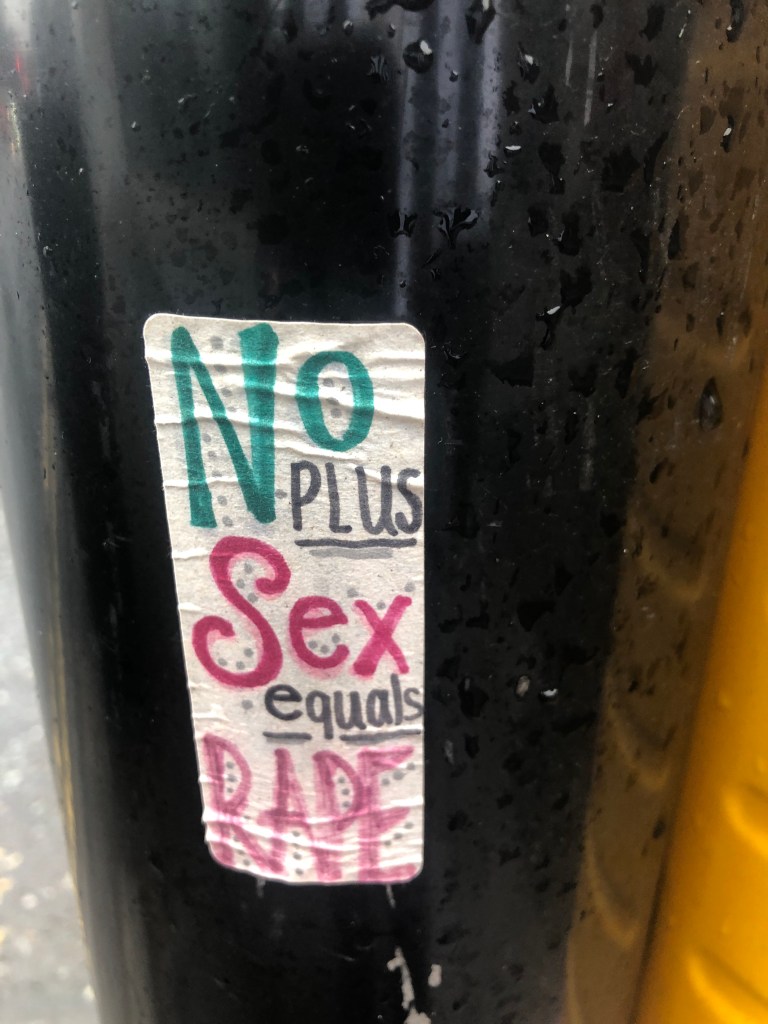 No
PLUS
Sex
equals
RAPE